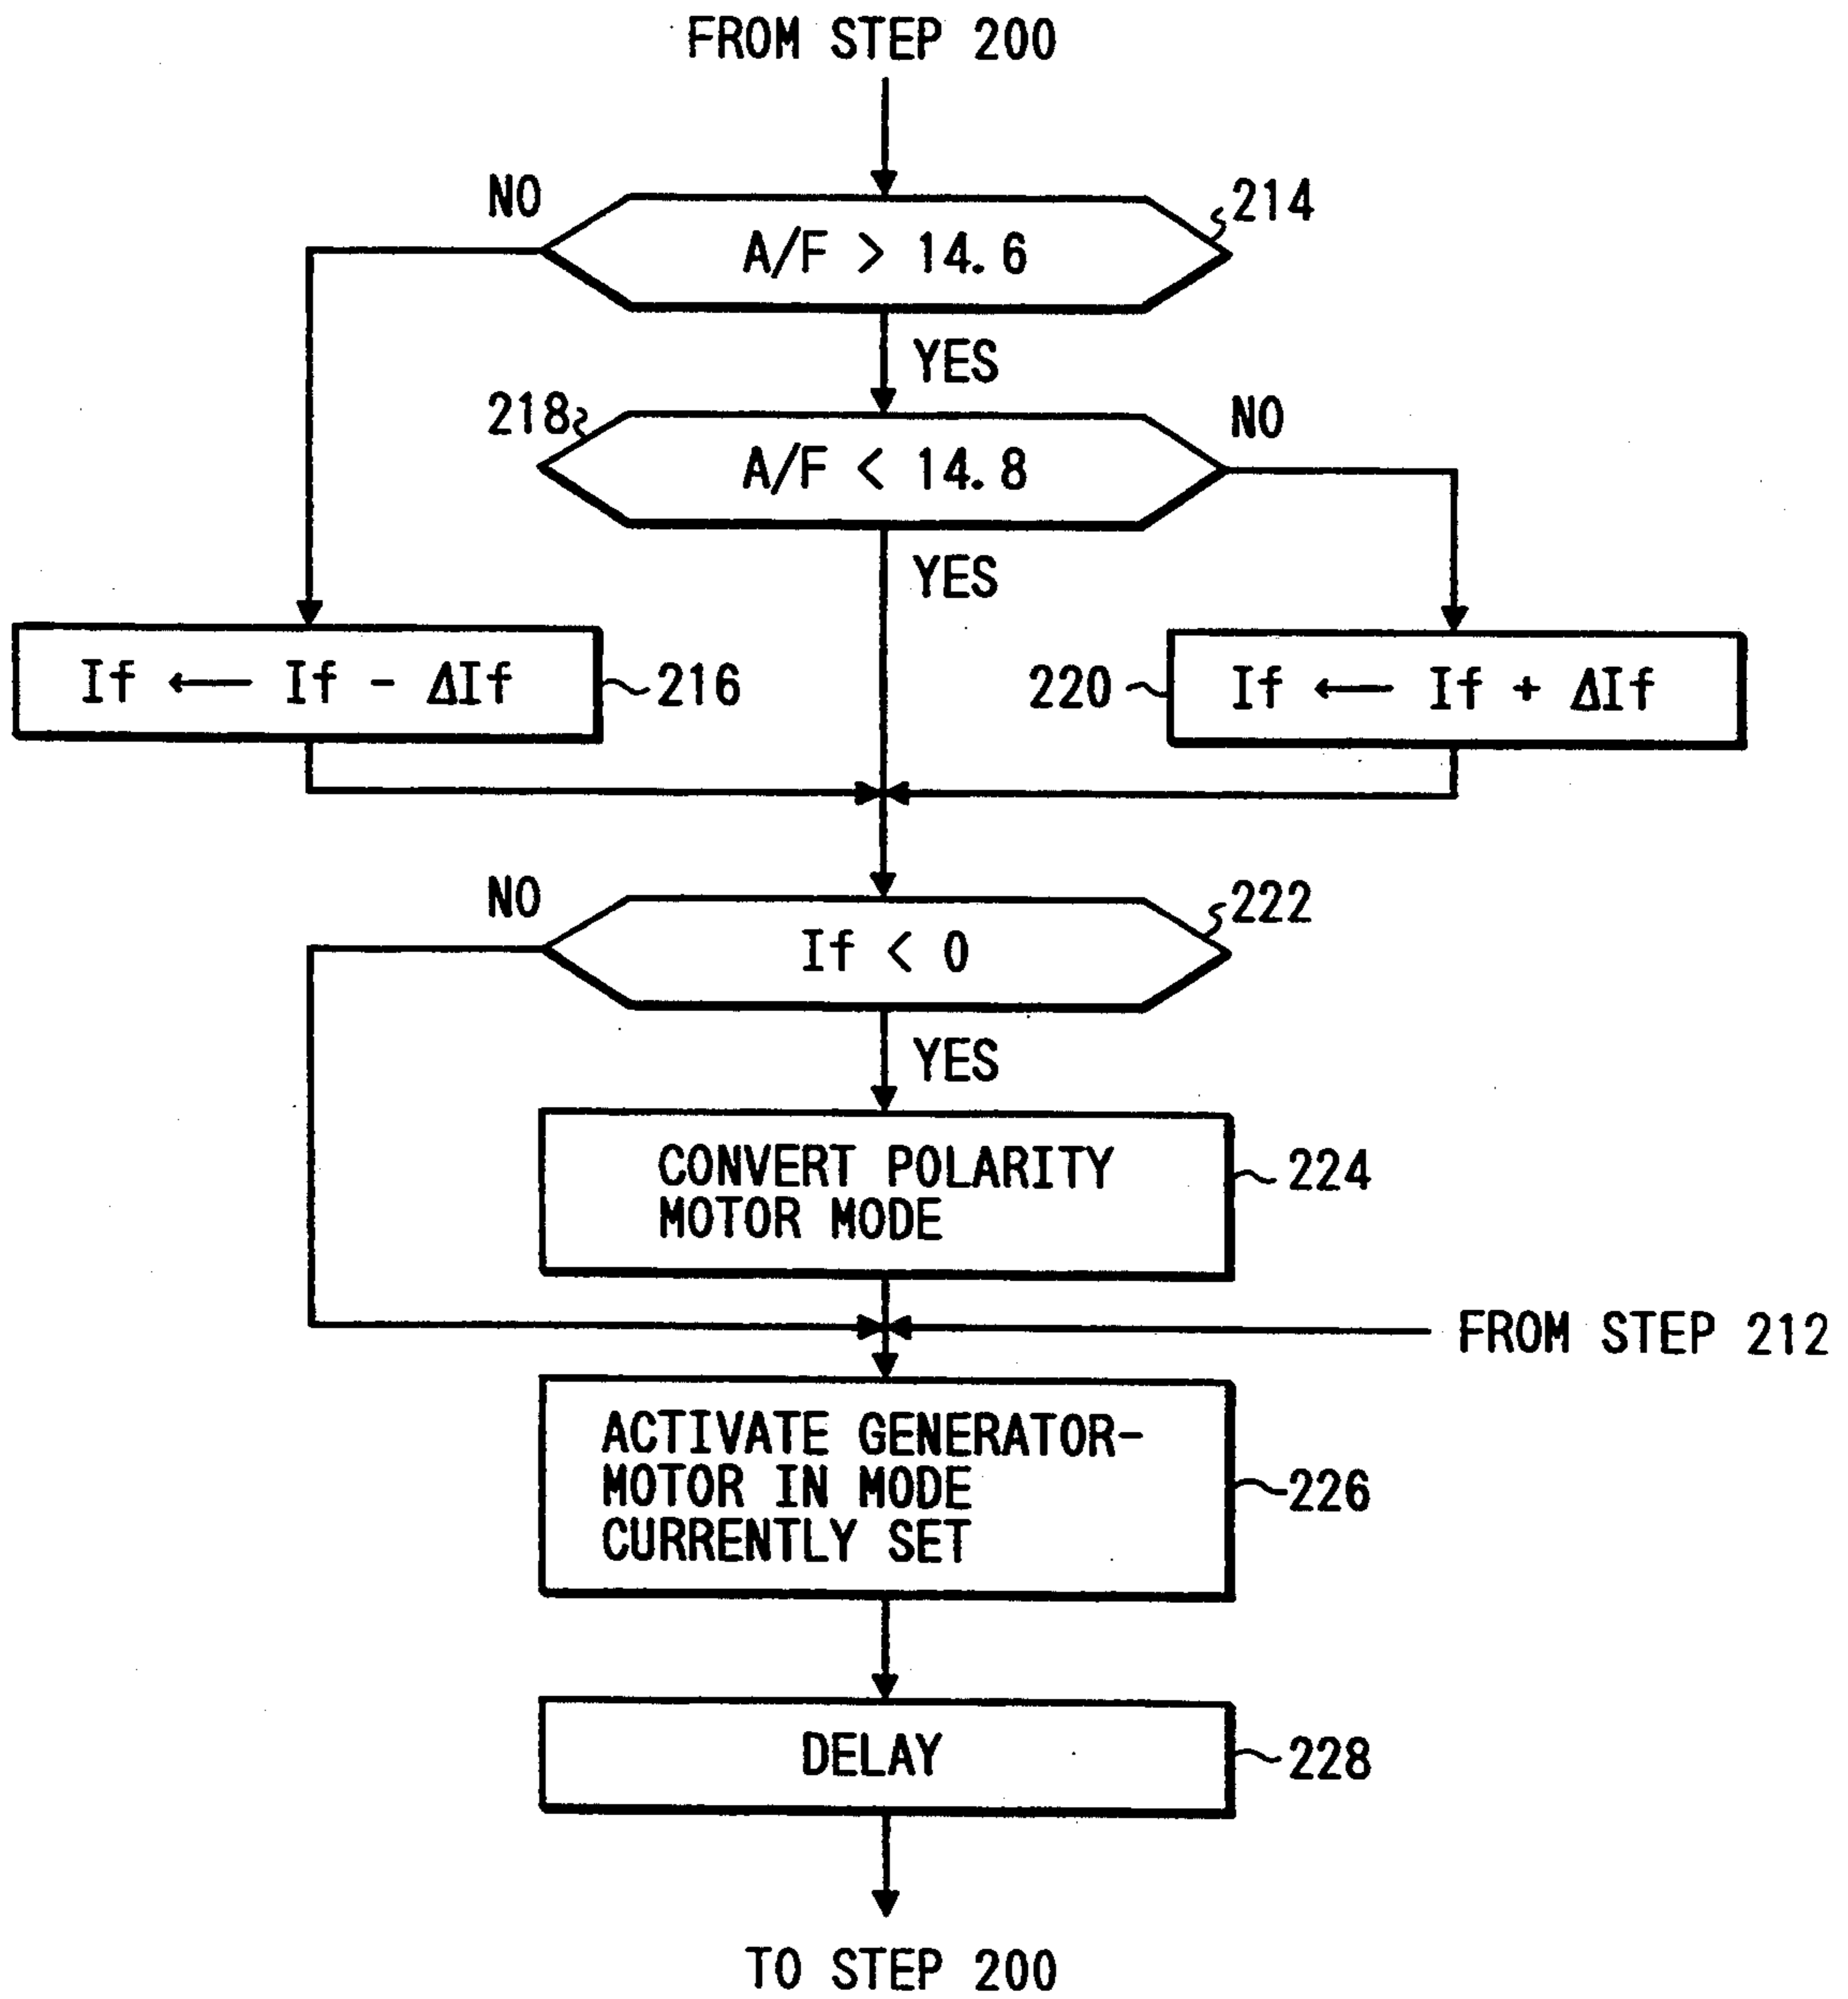 FROM STEP 200
NO
214
A/F > 14.6
YES
218
NO
A/F < 14.8
YES
If ← If - ΔIf
216
220
If ← If + ΔIf
NO
222
If < 0
YES
CONVERT POLARITY
MOTOR MODE
224
FROM STEP 212
ACTIVATE GENERATOR-
MOTOR IN MODE
CURRENTLY SET
226
DELAY
228
TO STEP 200